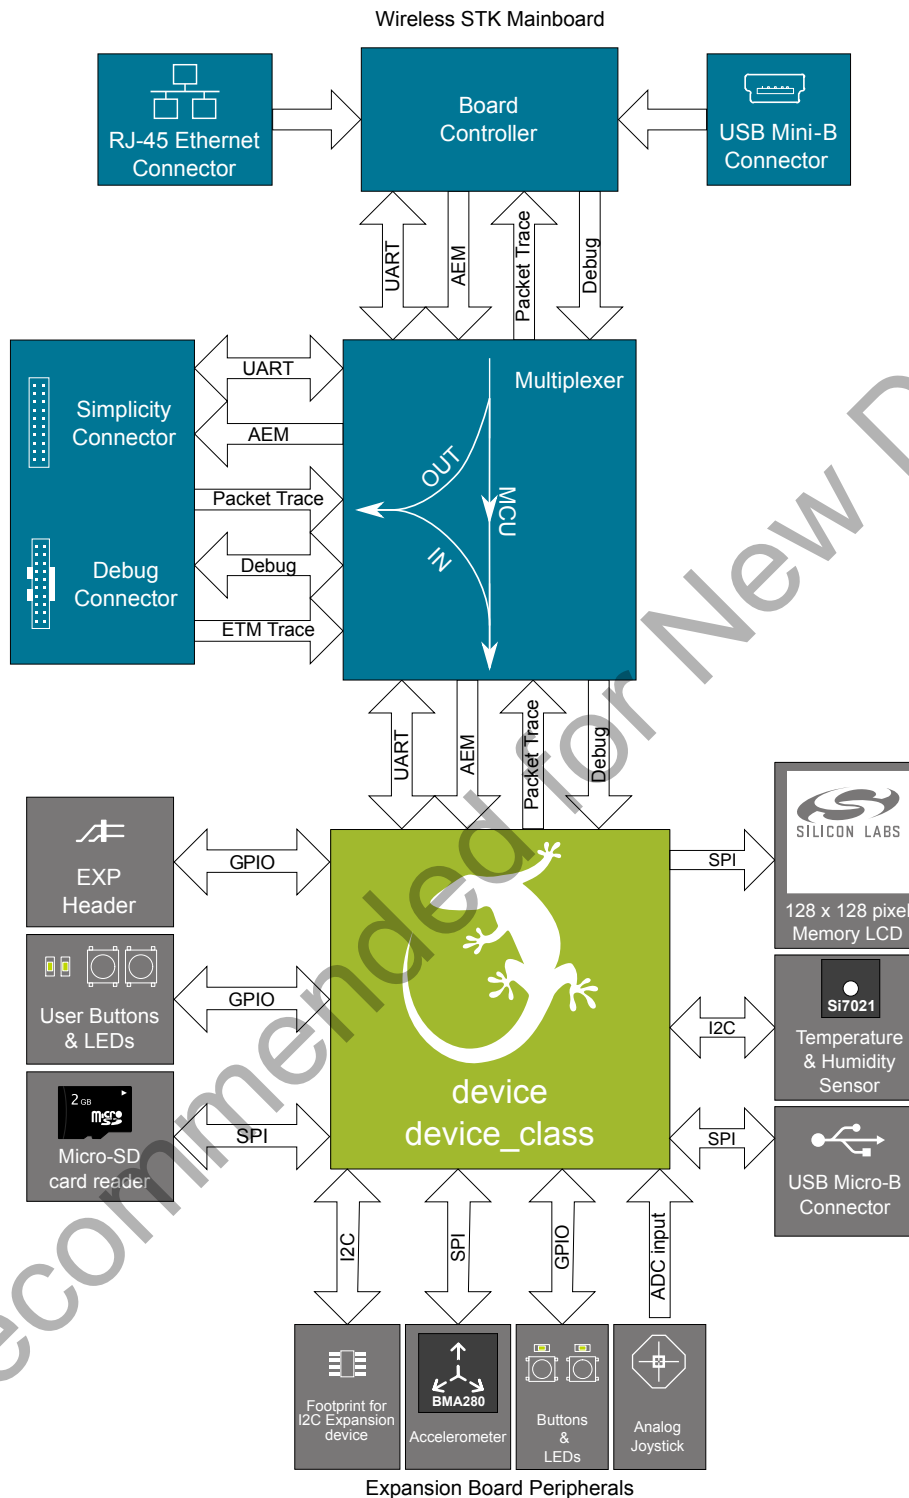 Wireless STK Mainboard
RJ-45 Ethernet
Connector
Board
Controller
USB Mini-B
Connector
UART
AEM
Packet Trace
Debug
Simplicity
Connector
Debug
Connector
UART
AEM
Packet Trace
Debug
ETM Trace
Multiplexer
OUT
IN
MCU
UART
AEM
Packet Trace
Debug
EXP
Header
GPIO
User Buttons
& LEDs
GPIO
2 GB
micro
Micro-SD
card reader
SPI
device
device_class
SPI
SILICON LABS
128 x 128 pixel
Memory LCD
I2C
Si7021
Temperature
& Humidity
Sensor
SPI
USB Micro-B
Connector
I2C
SPI
GPIO
ADC input
Footprint for
I2C Expansion
device
BMA280
Accelerometer
Buttons
&
LEDs
Analog
Joystick
Expansion Board Peripherals
ecommended for New D